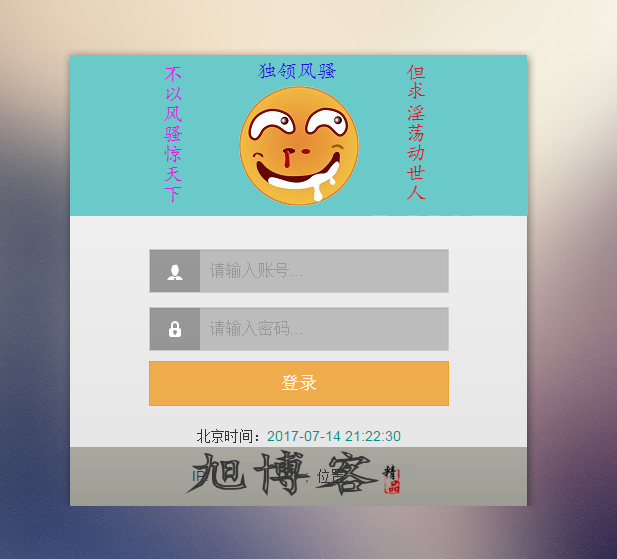 独领风骚
不以风骚惊天下
但求淫荡动世人
请输入账号...
请输入密码...
登录
北京时间：2017-07-14 21:22:30
位置
旭博客
精品